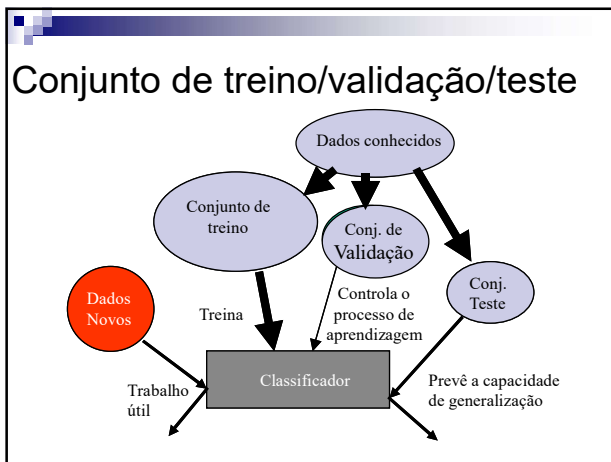 Conjunto de treino/validação/teste
Dados conhecidos
Conjunto de
treino
Conj. de
Validação
Conj.
Teste
Dados
Novos
Treina
Controla o
processo de
aprendizagem
Classificador
Trabalho
útil
Prevê a capacidade
de generalização